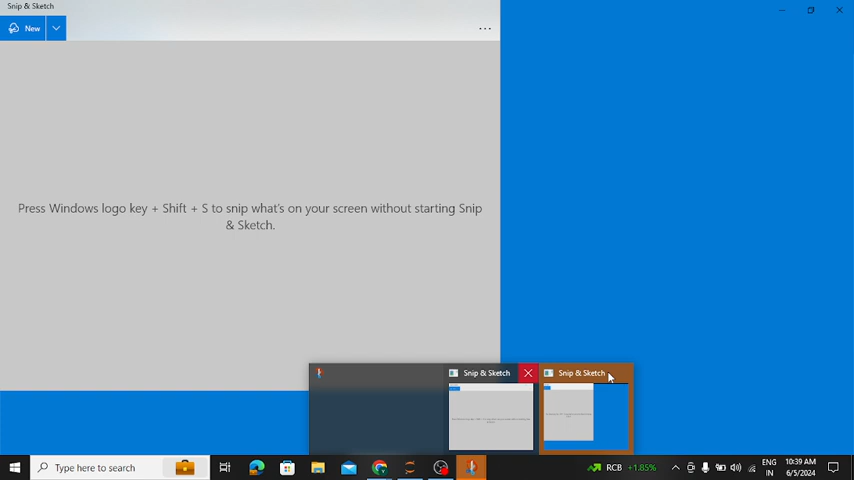 Snip & Sketch
New
Press Windows logo key + Shift + S to snip what's on your screen without starting Snip
& Sketch.
Snip & Sketch
Snip & Sketch
Type here to search
RCB +1.85%
ENG
IN
10:39 AM
6/5/2024